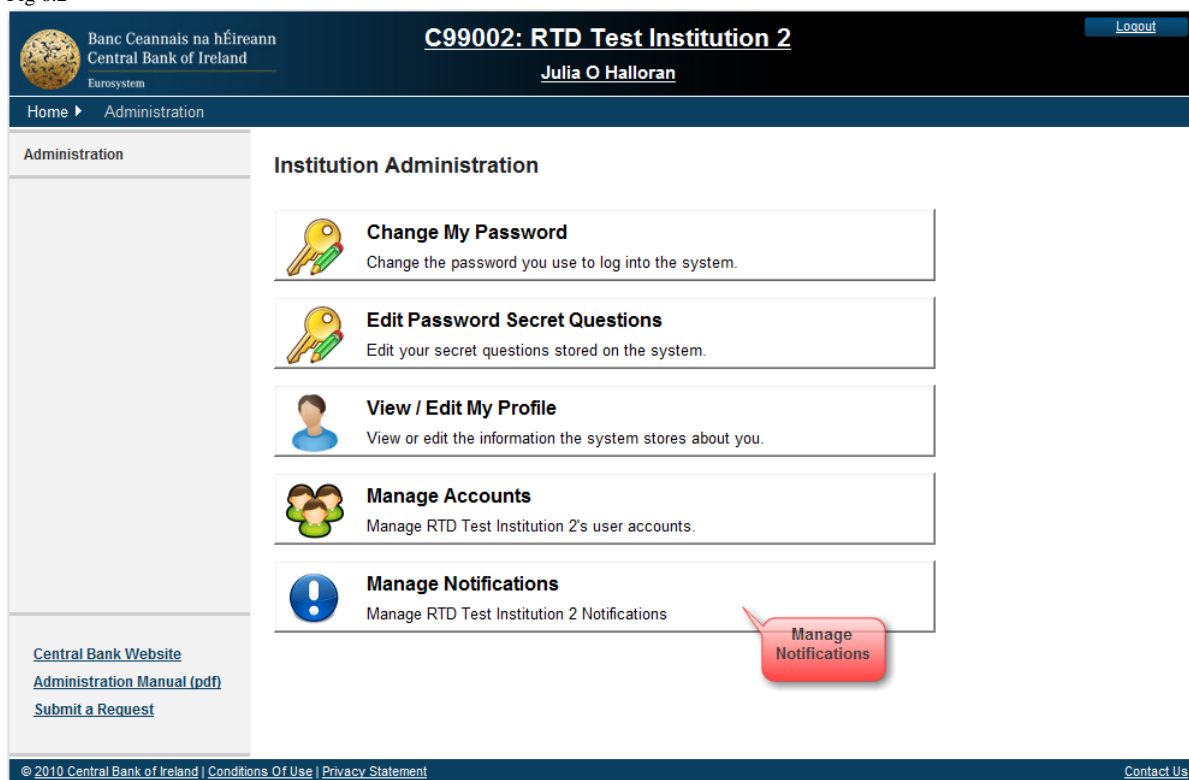 Banc Ceannais na hÉireann
Central Bank of Ireland
Eurosystem
C99002: RTD Test Institution 2
Julia O Halloran
Logout
Home Administration
Administration
Institution Administration
Change My Password
Change the password you use to log into the system.
Edit Password Secret Questions
Edit your secret questions stored on the system.
View / Edit My Profile
View or edit the information the system stores about you.
Manage Accounts
Manage RTD Test Institution 2's user accounts.
Manage Notifications
Manage RTD Test Institution 2 Notifications
Manage
Notifications
Central Bank Website
Administration Manual (pdf)
Submit a Request
© 2010 Central Bank of Ireland | Conditions Of Use | Privacy Statement
Contact Us